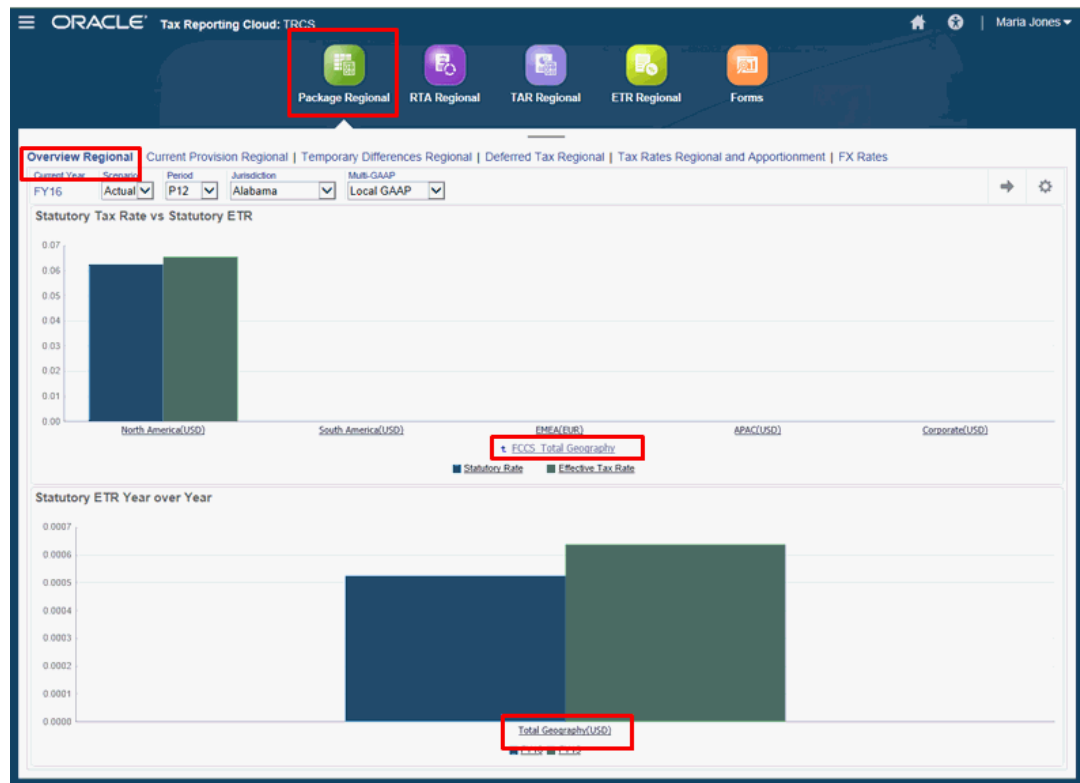 ORACLE® Tax Reporting Cloud: TRCS Maria Jones
Package Regional RTA Regional TAR Regional ETR Regional Forms
Overview Regional Current Provision Regional | Temporary Differences Regional | Deferred Tax Regional | Tax Rates Regional and Apportionment | FX Rates
Current Year Scenario Period Jurisdiction Multi-GAAP
FY16 Actual P12 Alabama Local GAAP
Statutory Tax Rate vs Statutory ETR
0.07
0.06
0.05
0.04
0.03
0.02
0.01
0.00
North America(USD) South America(USD) EMEA(EUR) APAC(USD) Corporate(USD)
FCCS_Total Geography
Statutory Rate Effective Tax Rate
Statutory ETR Year over Year
0.0007
0.0006
0.0005
0.0004
0.0003
0.0002
0.0001
0.0000
Total Geography(USD)